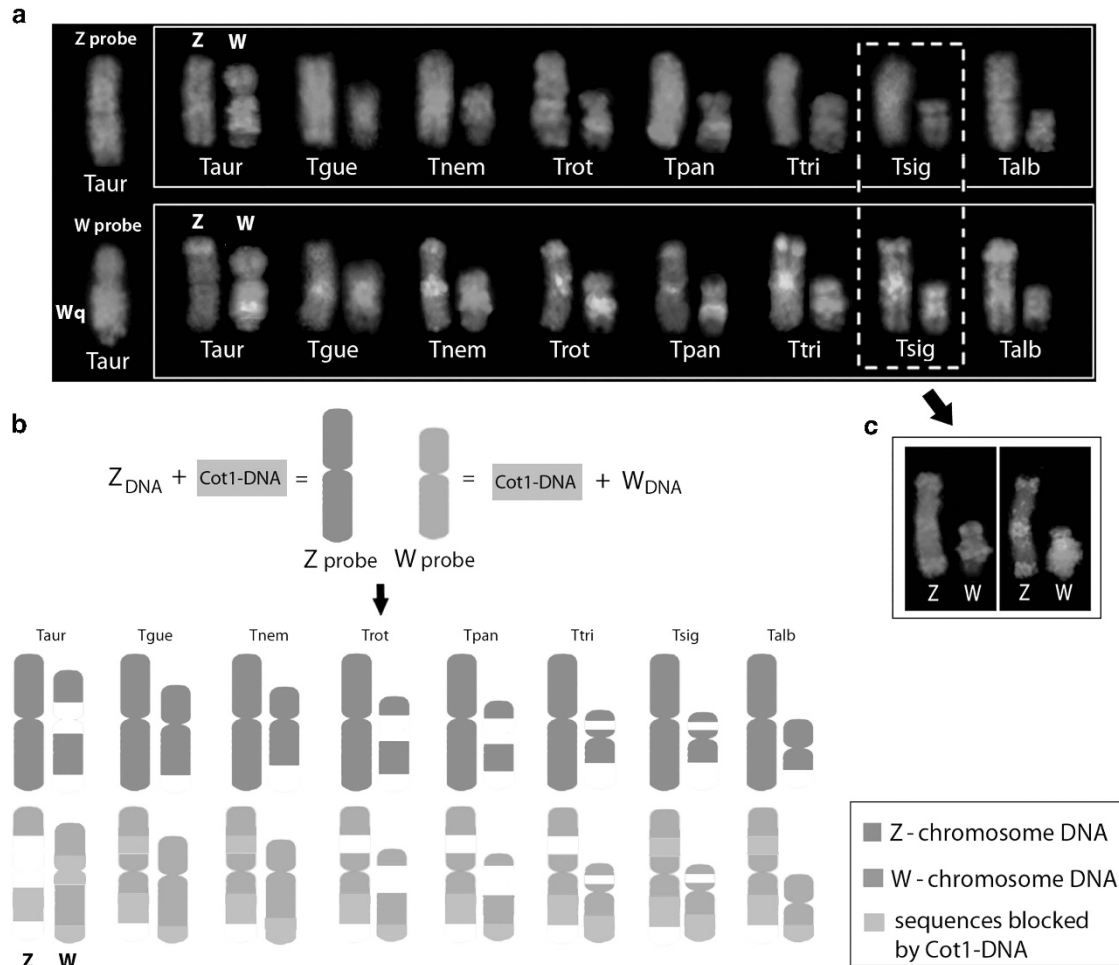 a
Z probe
Taur
Z W
Taur Tgue Tnem Trot Tpan Ttri Tsig Talb
W probe
Wq
Taur
Z W
Taur Tgue Tnem Trot Tpan Ttri Tsig Talb
b
Z DNA + Cot1-DNA = = Cot1-DNA + W DNA
Z probe W probe
Taur Tgue Tnem Trot Tpan Ttri Tsig Talb
Z W
c
Z W Z W
Z - chromosome DNA
W - chromosome DNA
sequences blocked
by Cot1-DNA